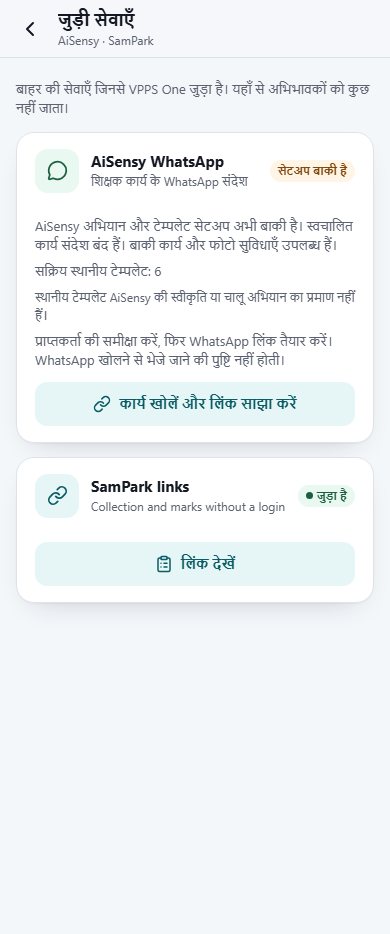 जुड़ी सेवाएँ
AiSensy · SamPark
बाहर की सेवाएँ जिनसे VPPS One जुड़ा है। यहाँ से अभिभावकों को कुछ
नहीं जाता।
AiSensy WhatsApp
शिक्षक कार्य के WhatsApp संदेश
सेटअप बाकी है
AiSensy अभियान और टेम्पलेट सेटअप अभी बाकी है। स्वचालित
कार्य संदेश बंद हैं। बाकी कार्य और फोटो सुविधाएँ उपलब्ध हैं।
सक्रिय स्थानीय टेम्पलेट: 6
स्थानीय टेम्पलेट AiSensy की स्वीकृति या चालू अभियान का प्रमाण नहीं
हैं।
प्राप्तकर्ता की समीक्षा करें, फिर WhatsApp लिंक तैयार करें।
WhatsApp खोलने से भेजे जाने की पुष्टि नहीं होती।
कार्य खोलें और लिंक साझा करें
SamPark links
Collection and marks without a login
जुड़ा है
लिंक देखें